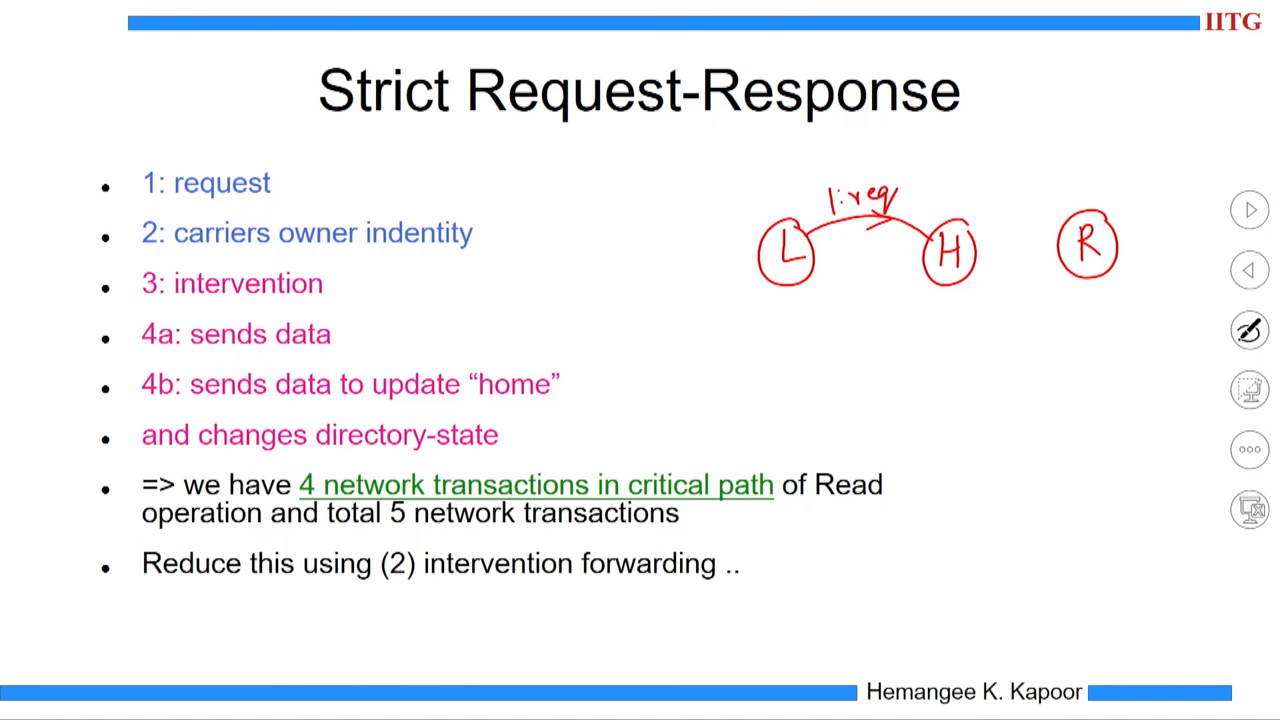 IITG
Strict Request-Response
• 1: request
• 2: carriers owner indentity
• 3: intervention
• 4a: sends data
• 4b: sends data to update “home”
• and changes directory-state
• => we have 4 network transactions in critical path of Read
operation and total 5 network transactions
• Reduce this using (2) intervention forwarding ..
1:req
L H R
Hemangee K. Kapoor